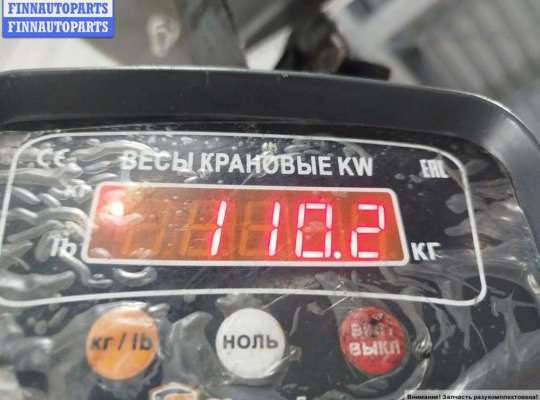 FINNAUTOPARTS
FINNAUTOPARTS
CE ВЕСЫ КРАНОВЫЕ KW EAC
кг
lb 110.2 КГ
кг / lb НОЛЬ ВКЛ
ВЫКЛ
Внимание! Запчасть разукомплектована!